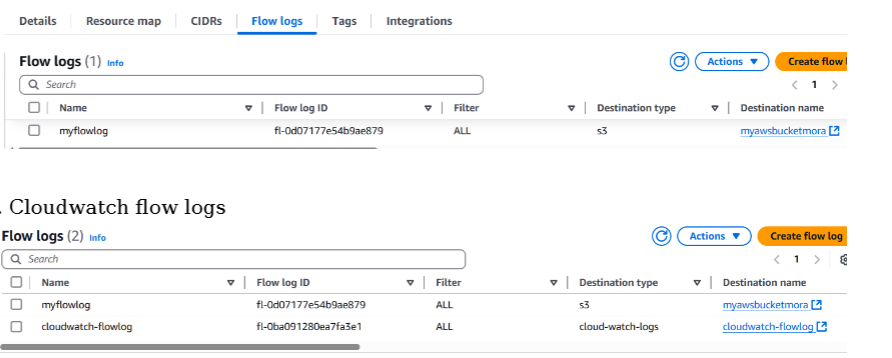 Details Resource map CIDRs Flow logs Tags Integrations
Flow logs (1) Info Actions Create flow
Search
1
Name Flow log ID Filter Destination type Destination name
myflowlog fl-0d07177e54b9ae879 ALL s3 myawsbucketmora
. Cloudwatch flow logs
Flow logs (2) Info Actions Create flow log
Search
1
Name Flow log ID Filter Destination type Destination name
myflowlog fl-0d07177e54b9ae879 ALL s3 myawsbucketmora
cloudwatch-flowlog fl-0ba091280ea7fa3e1 ALL cloud-watch-logs cloudwatch-flowlog